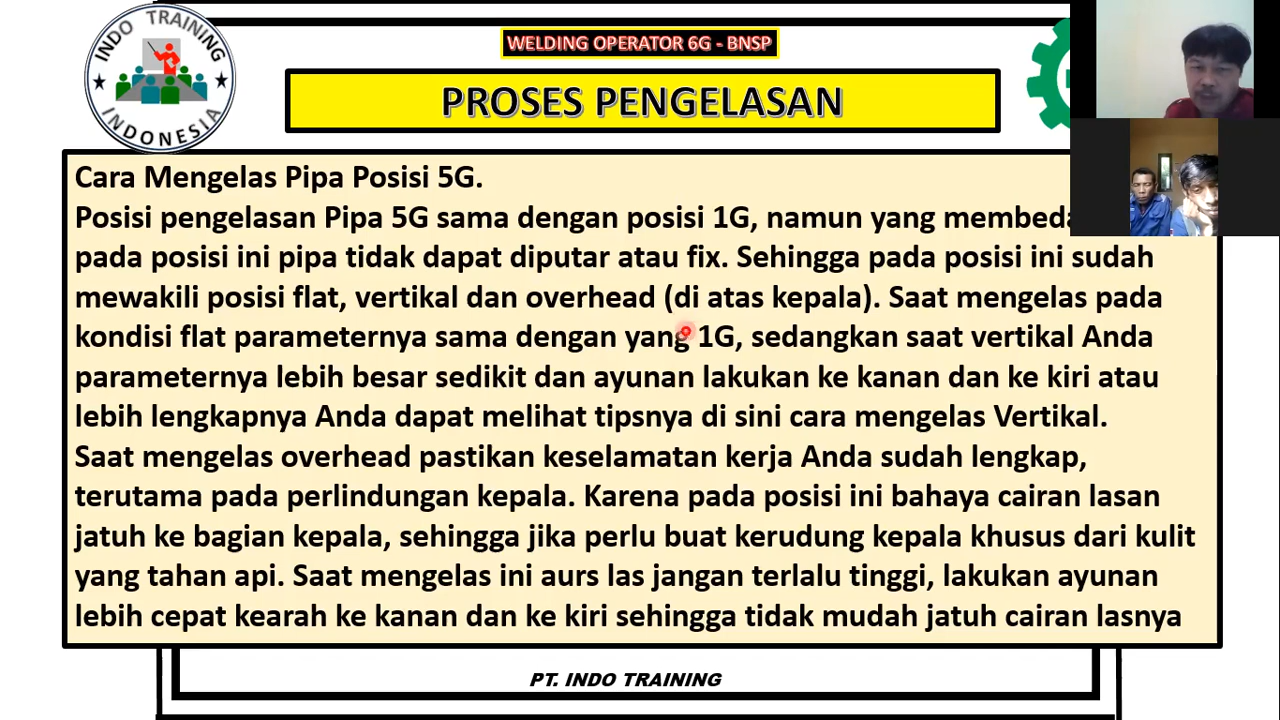 INDO TRAINING
INDONESIA
WELDING OPERATOR 6G - BNSP
PROSES PENGELASAN
Cara Mengelas Pipa Posisi 5G.
Posisi pengelasan Pipa 5G sama dengan posisi 1G, namun yang
pada posisi ini pipa tidak dapat diputar atau fix. Sehingga pada posisi ini sudah
mewakili posisi flat, vertikal dan overhead (di atas kepala). Saat mengelas pada
kondisi flat parameternya sama dengan yang 1G, sedangkan saat vertikal Anda
parameternya lebih besar sedikit dan ayunan lakukan ke kanan dan ke kiri atau
lebih lengkapnya Anda dapat melihat tipsnya di sini cara mengelas Vertikal.
Saat mengelas overhead pastikan keselamatan kerja Anda sudah lengkap,
terutama pada perlindungan kepala. Karena pada posisi ini bahaya cairan lasan
jatuh ke bagian kepala, sehingga jika perlu buat kerudung kepala khusus dari kulit
yang tahan api. Saat mengelas ini aurs las jangan terlalu tinggi, lakukan ayunan
lebih cepat kearah ke kanan dan ke kiri sehingga tidak mudah jatuh cairan lasnya
PT. INDO TRAINING